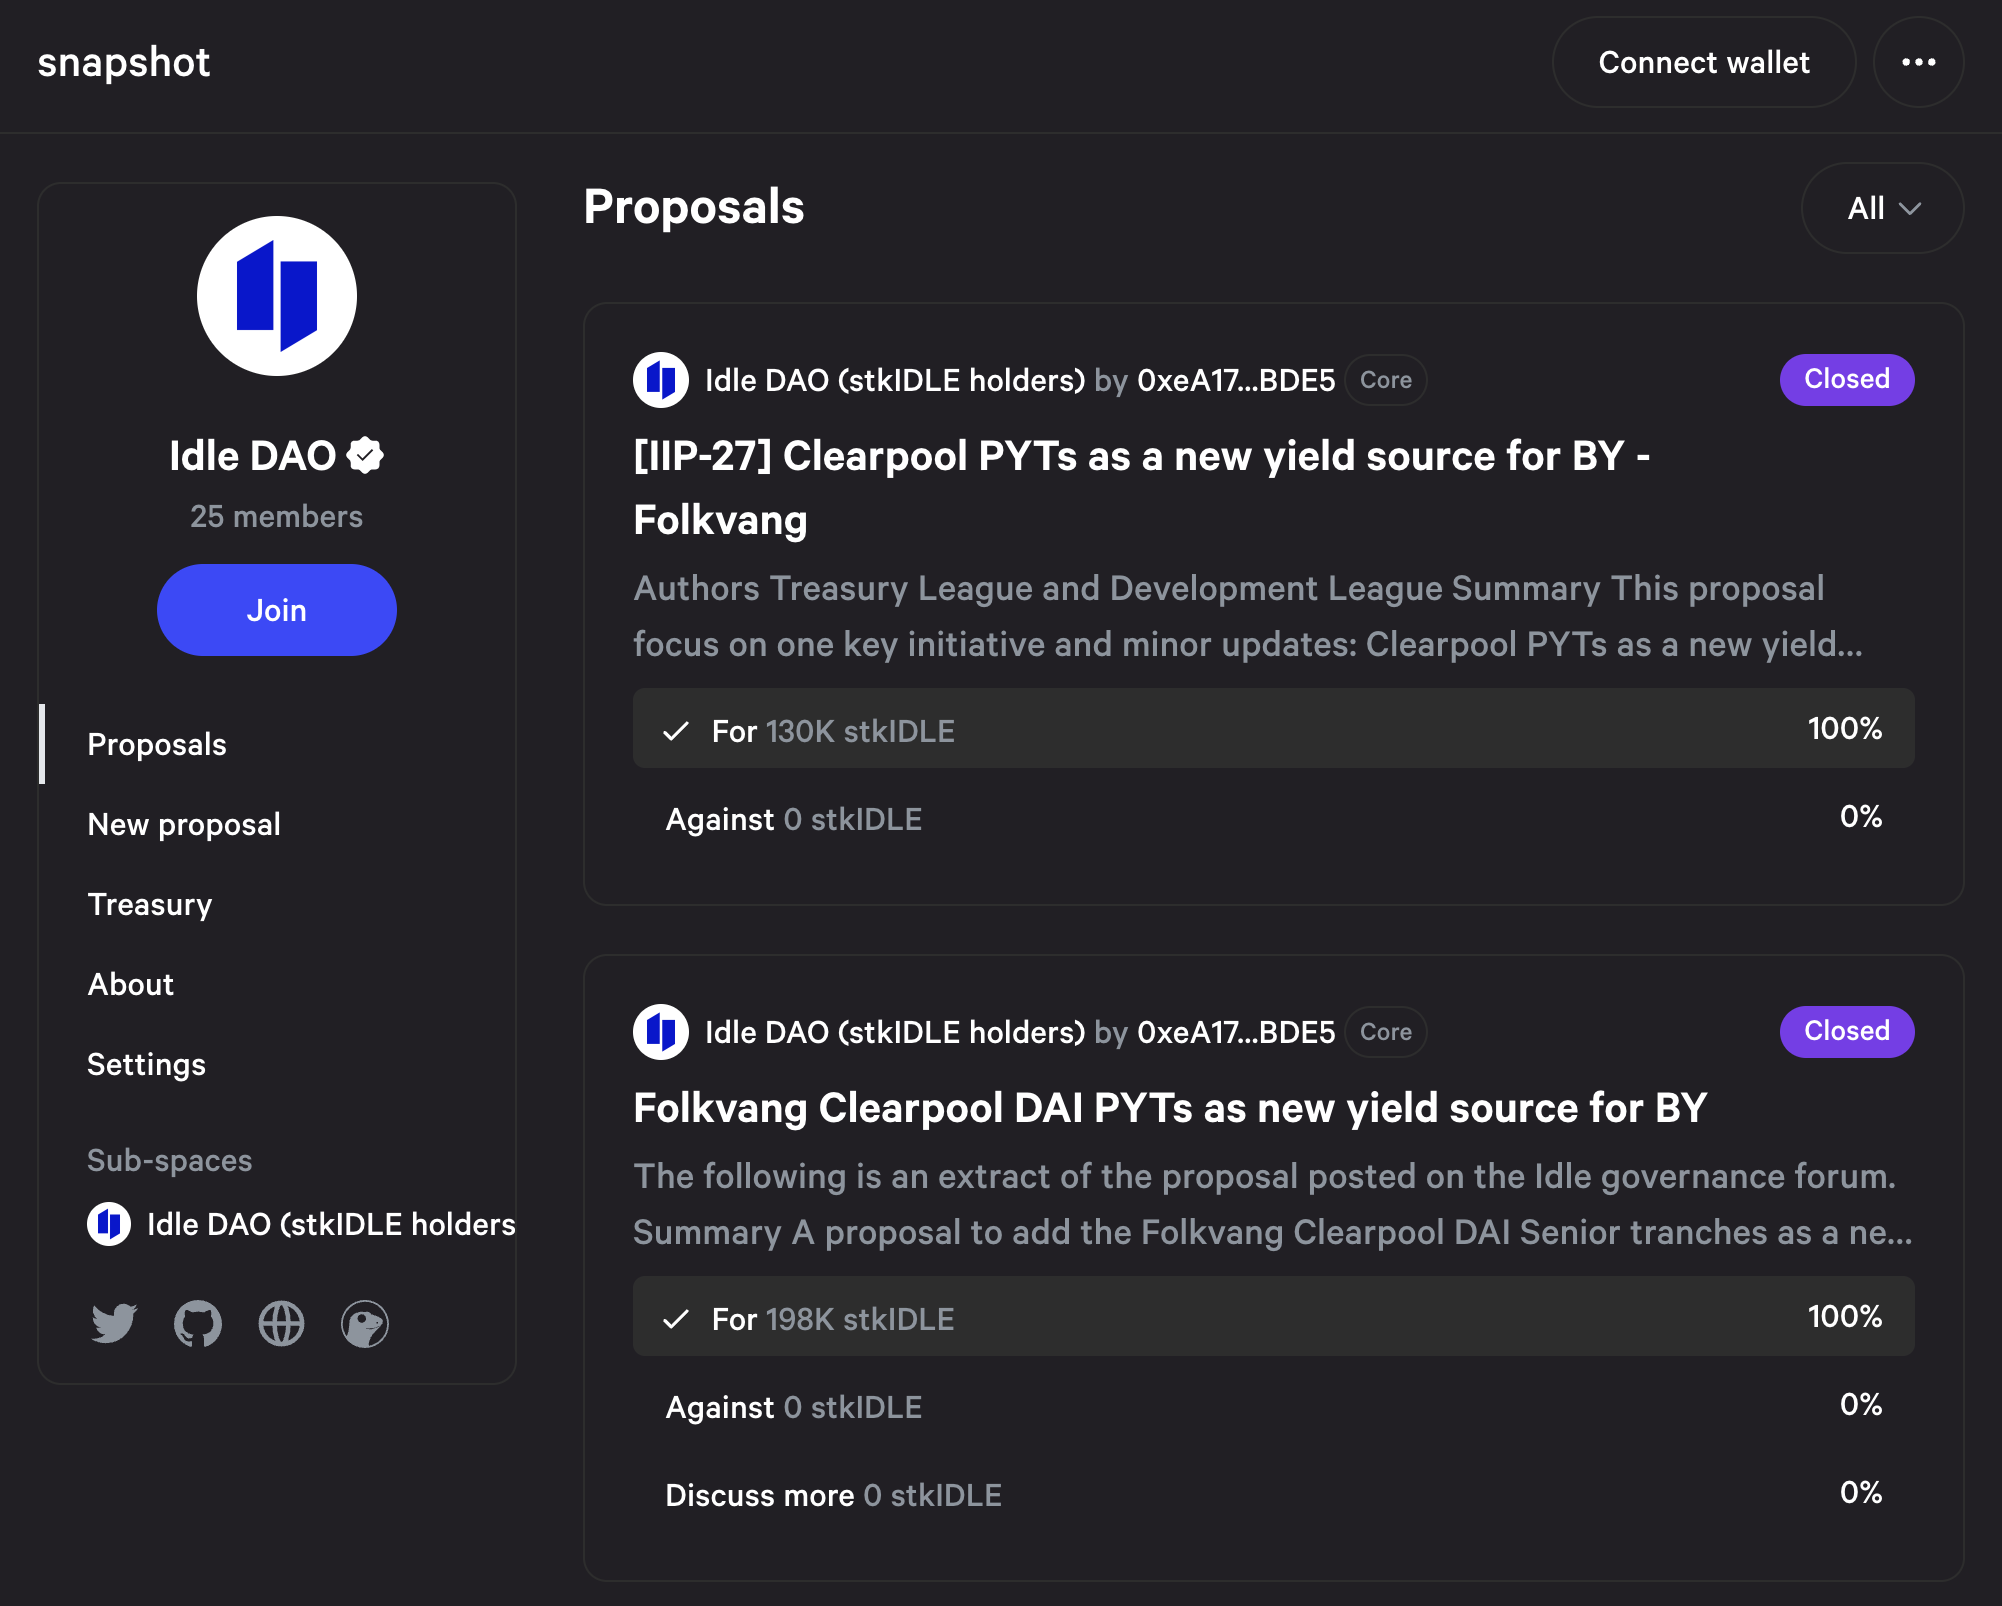 snapshot
Connect wallet
Idle DAO
25 members
Join
Proposals
New proposal
Treasury
About
Settings
Sub-spaces
Idle DAO (stkIDLE holders
Proposals
All
Idle DAO (stkIDLE holders) by 0xeA17...BDE5 Core
Closed
[IIP-27] Clearpool PYTs as a new yield source for BY -
Folkvang
Authors Treasury League and Development League Summary This proposal
focus on one key initiative and minor updates: Clearpool PYTs as a new yield...
For 130K stkIDLE 100%
Against 0 stkIDLE 0%
Idle DAO (stkIDLE holders) by 0xeA17...BDE5 Core
Closed
Folkvang Clearpool DAI PYTs as new yield source for BY
The following is an extract of the proposal posted on the Idle governance forum.
Summary A proposal to add the Folkvang Clearpool DAI Senior tranches as a ne...
For 198K stkIDLE 100%
Against 0 stkIDLE 0%
Discuss more 0 stkIDLE 0%